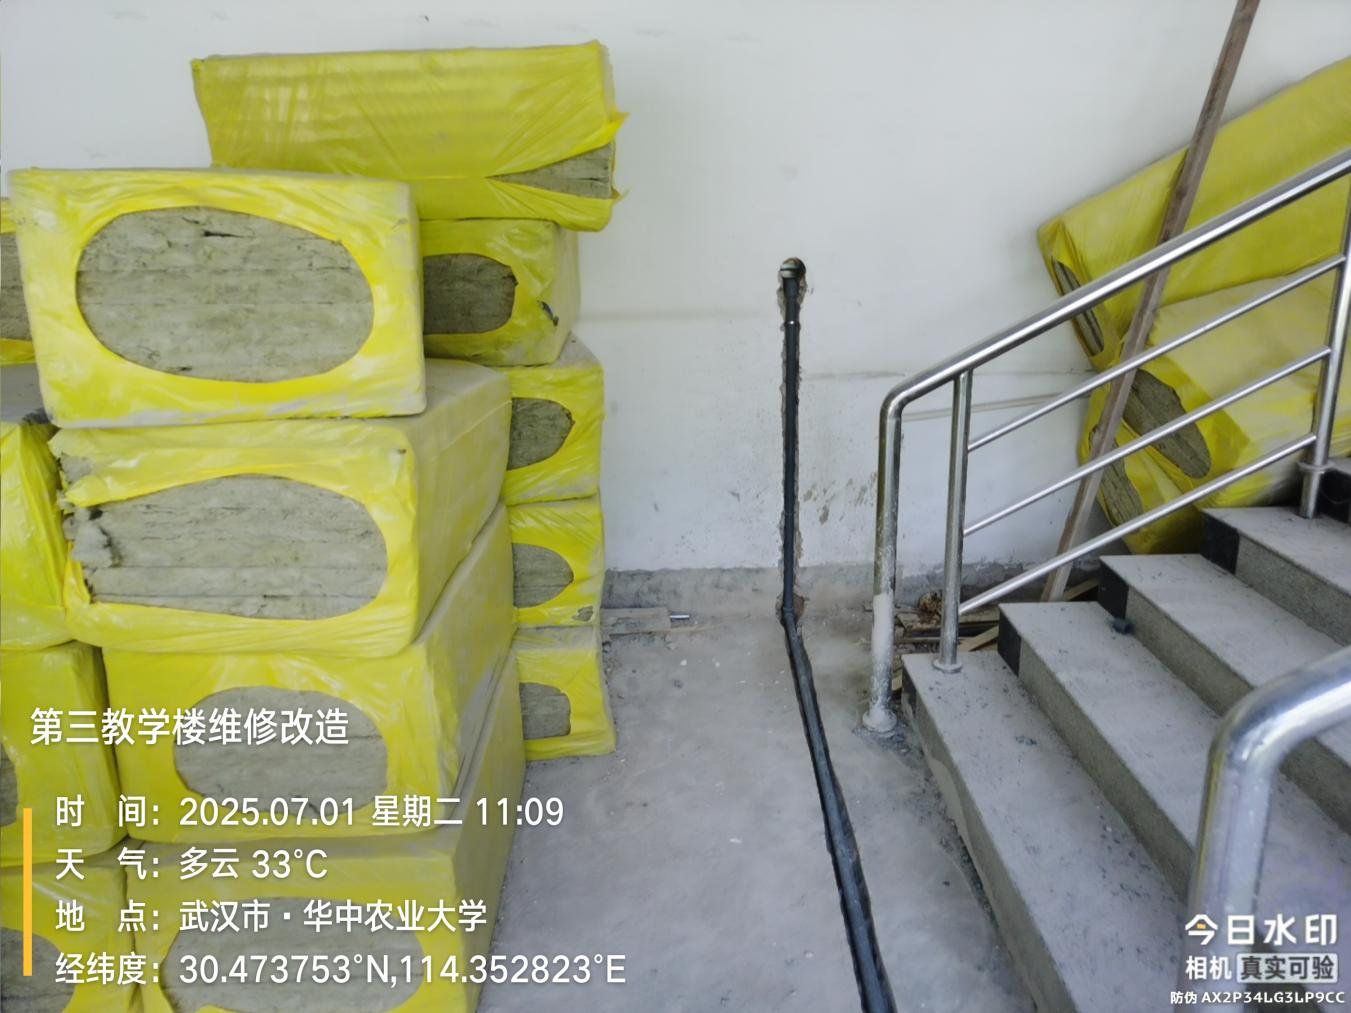 第三教学楼维修改造
时 间：2025.07.01 星期二 11:09
天 气：多云 33°C
地 点：武汉市·华中农业大学
经纬度：30.473753°N,114.352823°E
今日水印
相机 真实可验
防伪 AX2P34LG3LP9CC